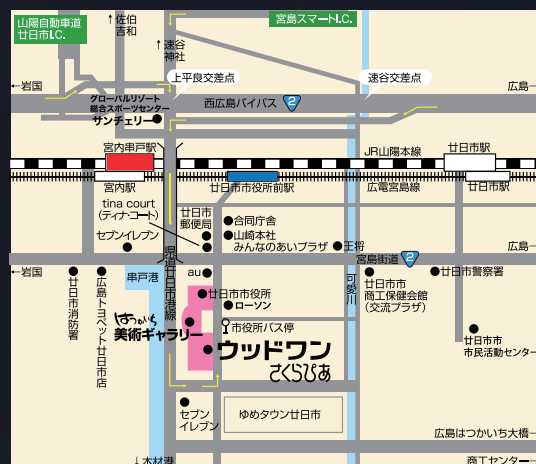 山陽自動車道
廿日市I.C.
↑佐伯
吉和
宮島スマートI.C.
↑速谷
神社
上平良交差点
速谷交差点
←岩国
広島→
グローバルリゾート
総合スポーツセンター
サンチェリー
西広島バイパス
2
宮内串戸駅
JR山陽本線
廿日市駅
宮内駅
廿日市市役所前駅
広電宮島線
廿日市駅
tina court
(ティナ・コート)
廿日市
郵便局
合同庁舎
山崎本社
みんなのあいプラザ
セブンイレブン
王将
宮島街道
2
広島→
←岩国
串戸港
県道廿日市港線
au
可愛川
廿日市警察署
廿日市消防署
広島トヨペット廿日市店
廿日市市役所
ローソン
廿日市市
商工保健会館
(交流プラザ)
はつかいち
美術ギャラリー
市役所バス停
ウッドワン
さくらぴあ
廿日市市
市民活動センター
セブン
イレブン
ゆめタウン廿日市
広島はつかいち大橋→
↓木材港
商工センター→